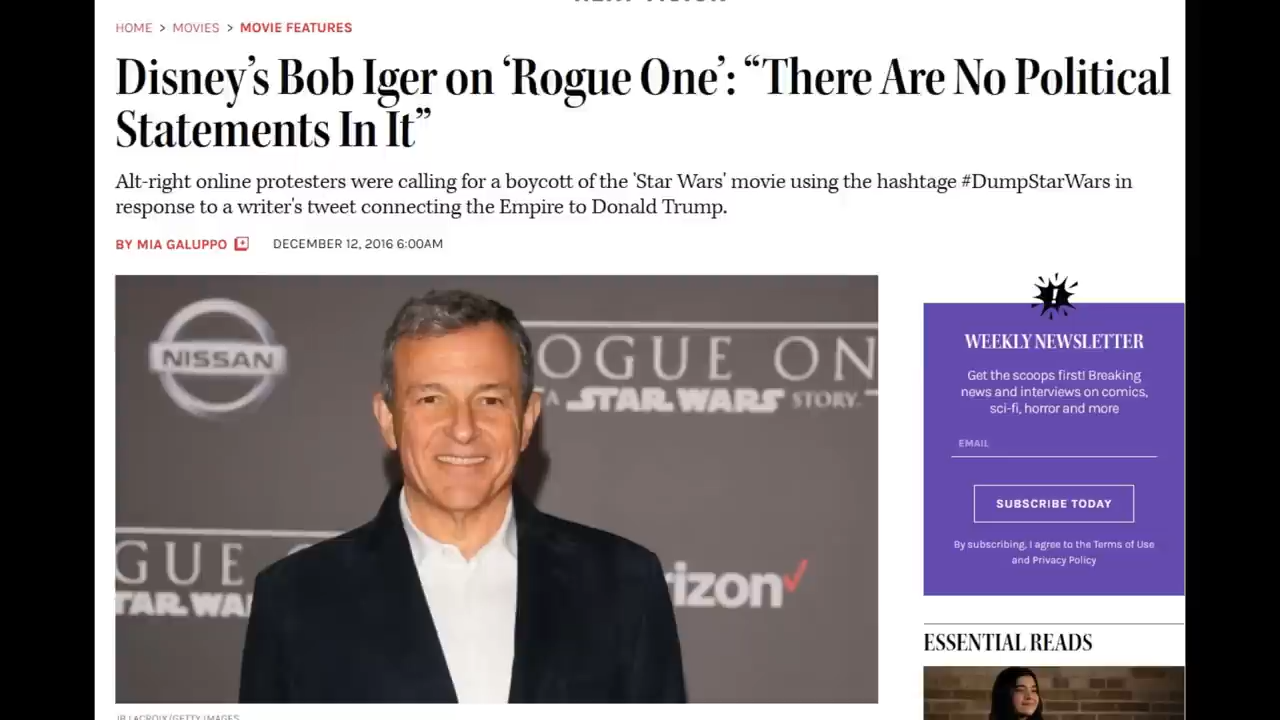 HOME > MOVIES > MOVIE FEATURES
Disney’s Bob Iger on ‘Rogue One’: “There Are No Political
Statements In It”
Alt-right online protesters were calling for a boycott of the 'Star Wars' movie using the hashtage #DumpStarWars in
response to a writer's tweet connecting the Empire to Donald Trump.
BY MIA GALUPPO DECEMBER 12, 2016 6:00AM
NISSAN
OGUE ON
A STAR WARS STORY
GUE
TAR WA
rizon
JB LACROIX/GETTY IMAGES
!
WEEKLY NEWSLETTER
Get the scoops first! Breaking
news and interviews on comics,
sci-fi, horror and more
EMAIL
SUBSCRIBE TODAY
By subscribing, I agree to the Terms of Use
and Privacy Policy
ESSENTIAL READS